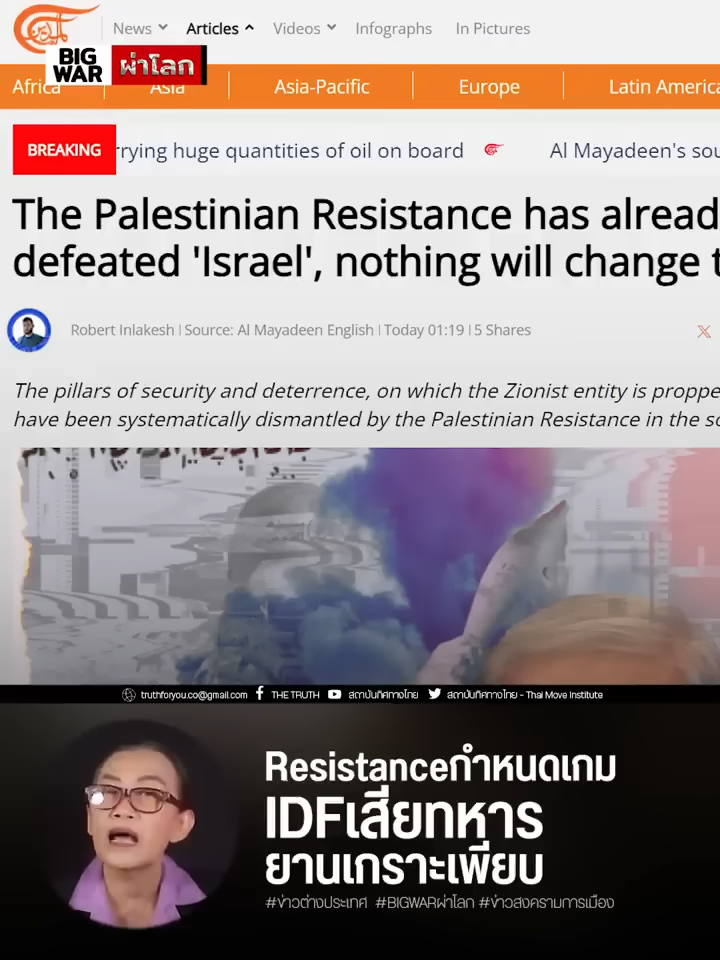 News Articles Videos Infographs In Pictures
BIG
WAR
ผ่าโลก
Africa Asia Asia-Pacific Europe Latin America
BREAKING rrying huge quantities of oil on board Al Mayadeen's sou
The Palestinian Resistance has alread
defeated 'Israel', nothing will change t
Robert Inlakesh | Source: Al Mayadeen English | Today 01:19 | 5 Shares
The pillars of security and deterrence, on which the Zionist entity is proppe
have been systematically dismantled by the Palestinian Resistance in the so
truthforyou.co@gmail.com THE TRUTH สถาบันทิศทางไทย สถาบันทิศทางไทย - Thai Move Institute
Resistanceกำหนดเกม
IDFเสียทหาร
ยานเกราะเพียบ
#ข่าวต่างประเทศ #BIGWARผ่าโลก #ข่าวสงครามการเมือง